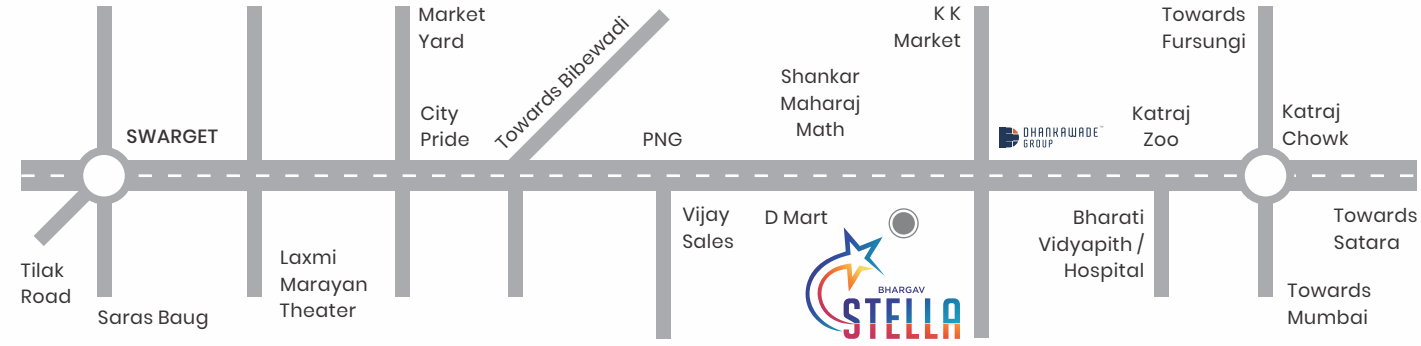 Market
Yard
Towards Bibewadi
K K
Market
Towards
Fursungi
Shankar
Maharaj
Math
City
Pride
SWARGET
PNG
DHANKAWADE
GROUP
Katraj
Zoo
Katraj
Chowk
Tilak
Road
Saras Baug
Laxmi
Marayan
Theater
Vijay
Sales
D Mart
BHARGAV
STELLA
Bharati
Vidyapith /
Hospital
Towards
Satara
Towards
Mumbai